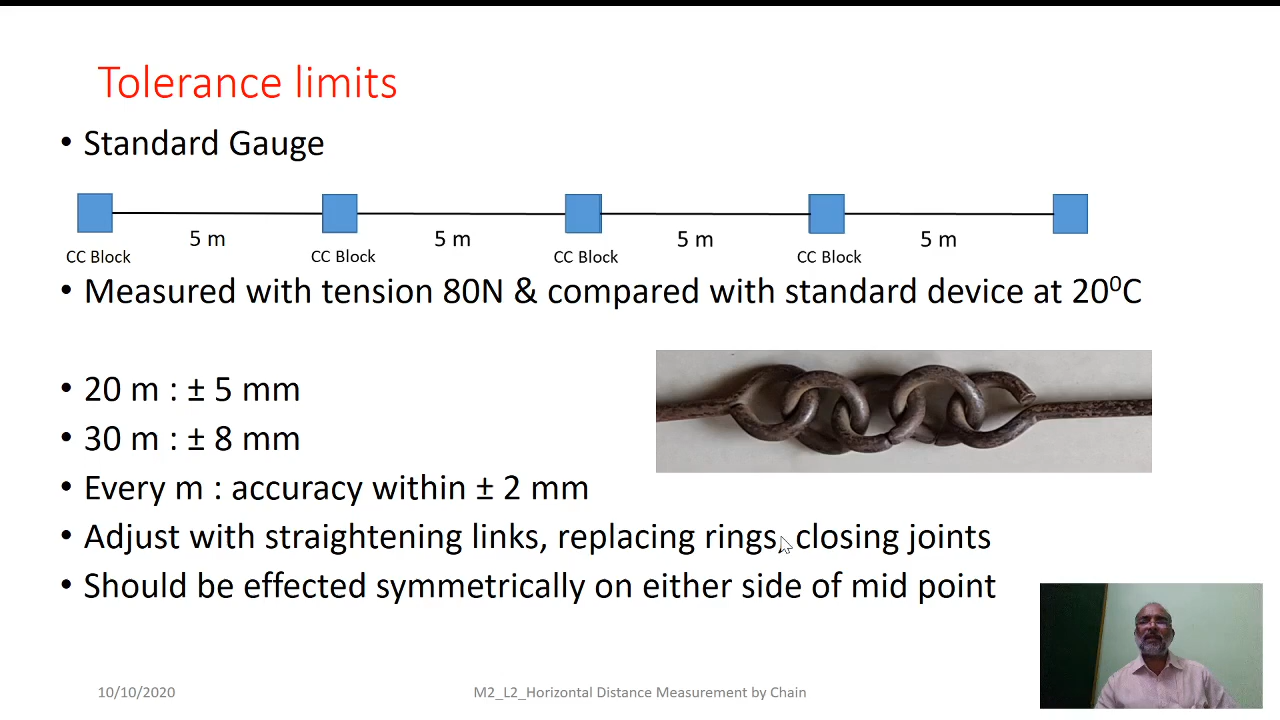 Tolerance limits
• Standard Gauge
5 m 5 m 5 m 5 m
CC Block CC Block CC Block CC Block
• Measured with tension 80N & compared with standard device at 20⁰C
• 20 m : ± 5 mm
• 30 m : ± 8 mm
• Every m : accuracy within ± 2 mm
• Adjust with straightening links, replacing rings, closing joints
• Should be effected symmetrically on either side of mid point
10/10/2020 M2_L2_Horizontal Distance Measurement by Chain